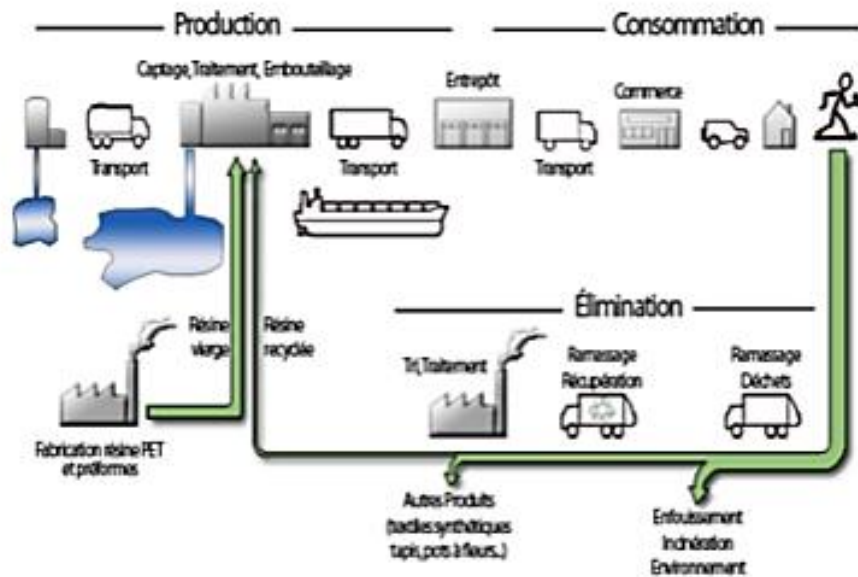 Production
Consommation
Captage, Traitement, Embouteillage
Entrepôt
Commerce
Transport
Transport
Transport
Élimination
Résine
vierge
Résine
recyclée
Tri, Traitement
Ramassage
Récupération
Ramassage
Déchets
Fabrication résine PET
et préformes
Autres Produits
(textiles synthétiques
tapis, pots à fleurs...)
Enfouissement
Incinération
Environnement